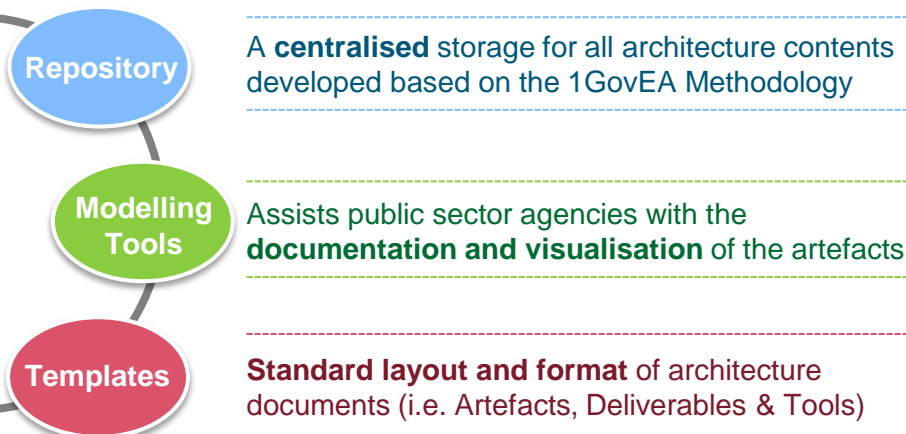 Repository
A centralised storage for all architecture contents
developed based on the 1GovEA Methodology
Modelling
Tools
Assists public sector agencies with the
documentation and visualisation of the artefacts
Templates
Standard layout and format of architecture
documents (i.e. Artefacts, Deliverables & Tools)